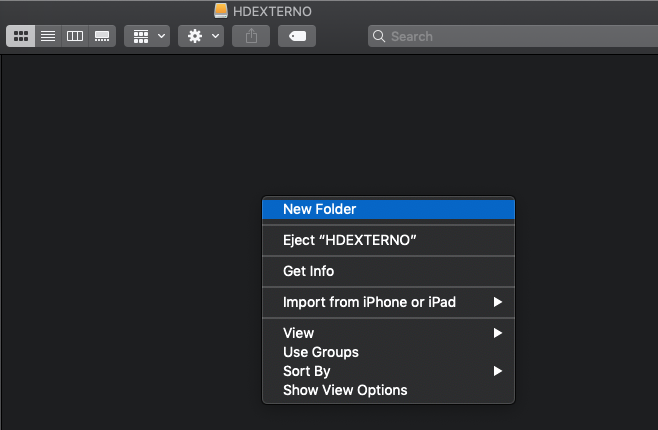 HDEXTERNO
Search
New Folder
Eject “HDEXTERNO”
Get Info
Import from iPhone or iPad
View
Use Groups
Sort By
Show View Options